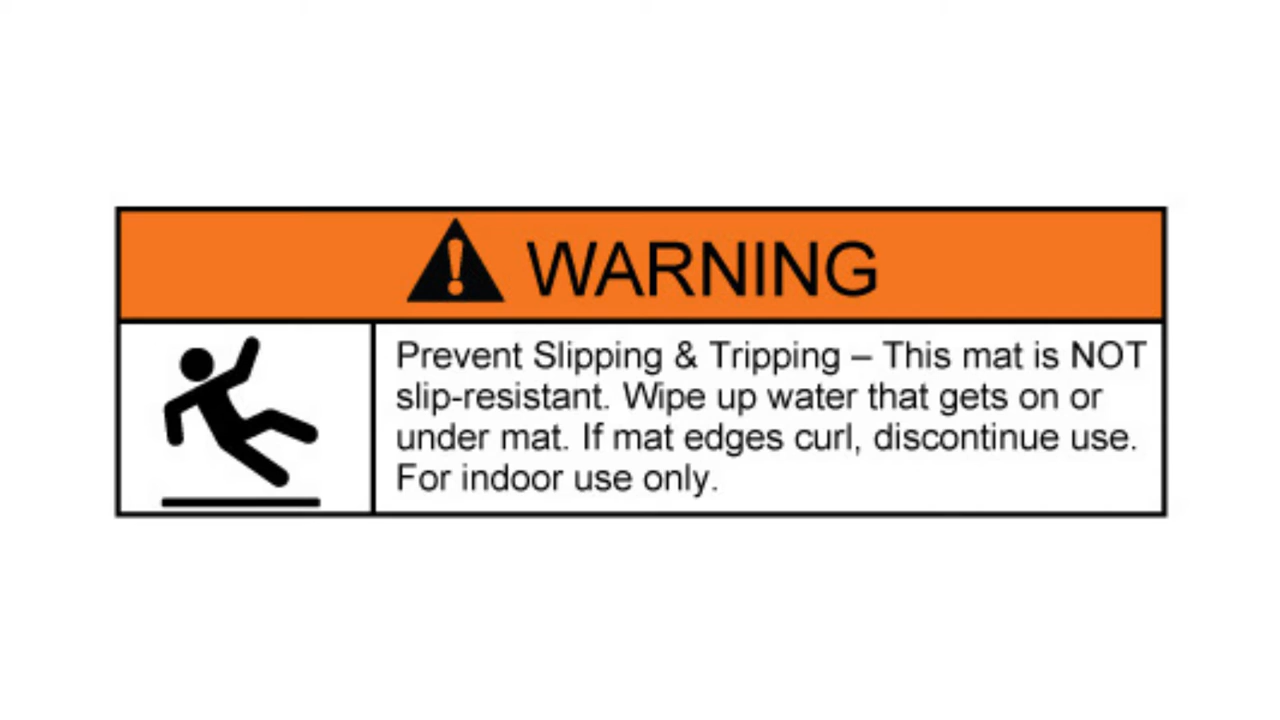 WARNING
Prevent Slipping & Tripping – This mat is NOT
slip-resistant. Wipe up water that gets on or
under mat. If mat edges curl, discontinue use.
For indoor use only.